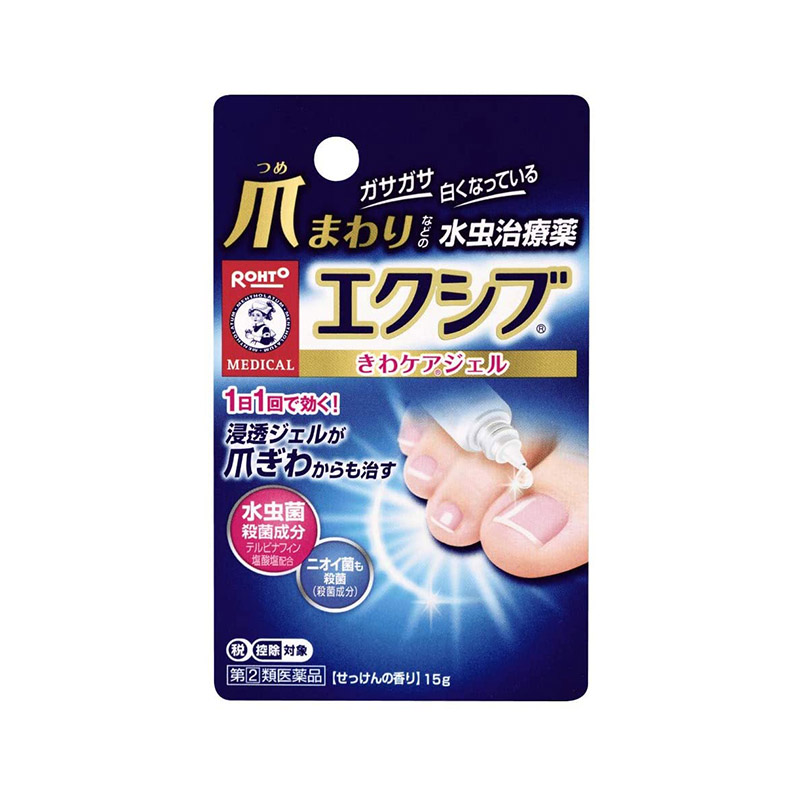 つめ
ガサガサ 白くなっている
爪まわりなどの水虫治療薬
ROHTO
MENTHOLATUM
MEDICAL
エクシブ®
きわケア®ジェル
1日1回で効く!
浸透ジェルが
爪ぎわからも治す
水虫菌
殺菌成分
テルビナフィン
塩酸塩配合
ニオイ菌も
殺菌
(殺菌成分)
税 控除 対象
第②類医薬品 【せっけんの香り】15g